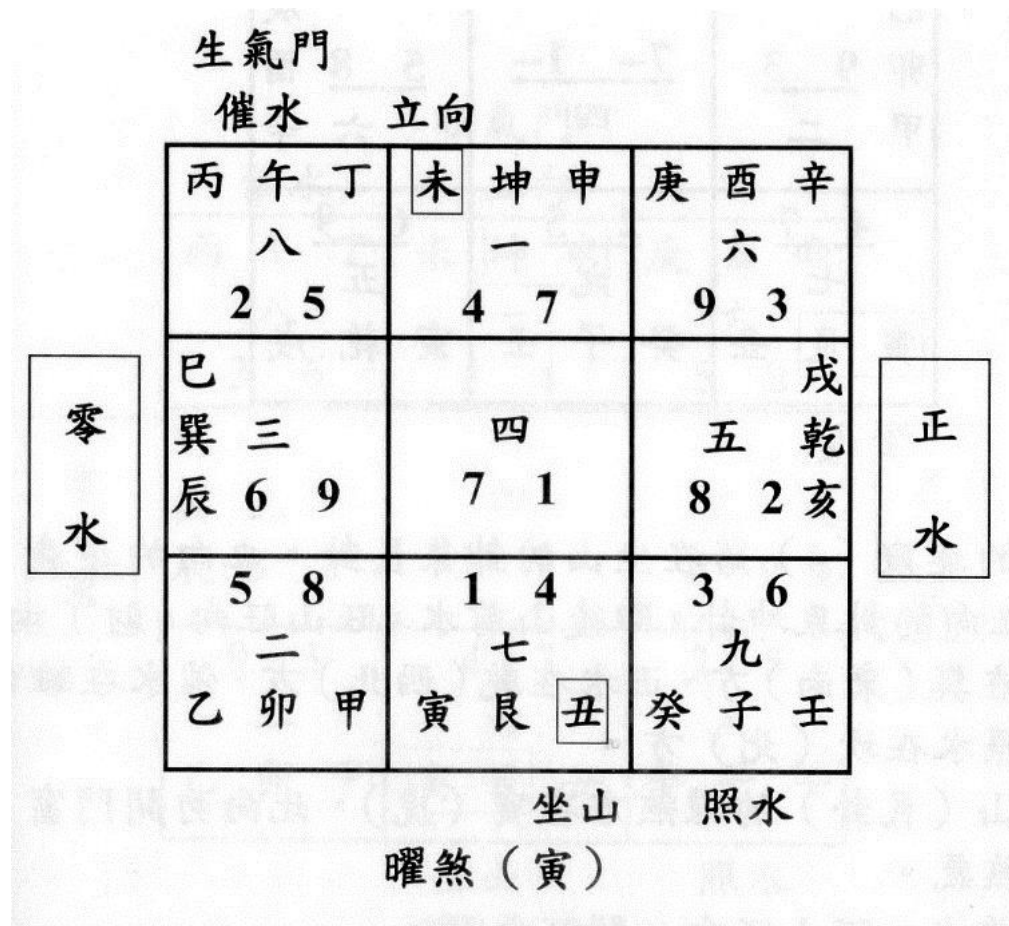 生氣門
催水 立向
丙 午 丁 未 坤 申 庚 酉 辛
八 一 六
2 5 4 7 9 3
巳 戌
巽 三 四 五 乾
辰 6 9 7 1 8 2 亥
零水
正水
5 8 1 4 3 6
二 七 九
乙 卯 甲 寅 艮 丑 癸 子 壬
坐山 照水
曜煞（寅）